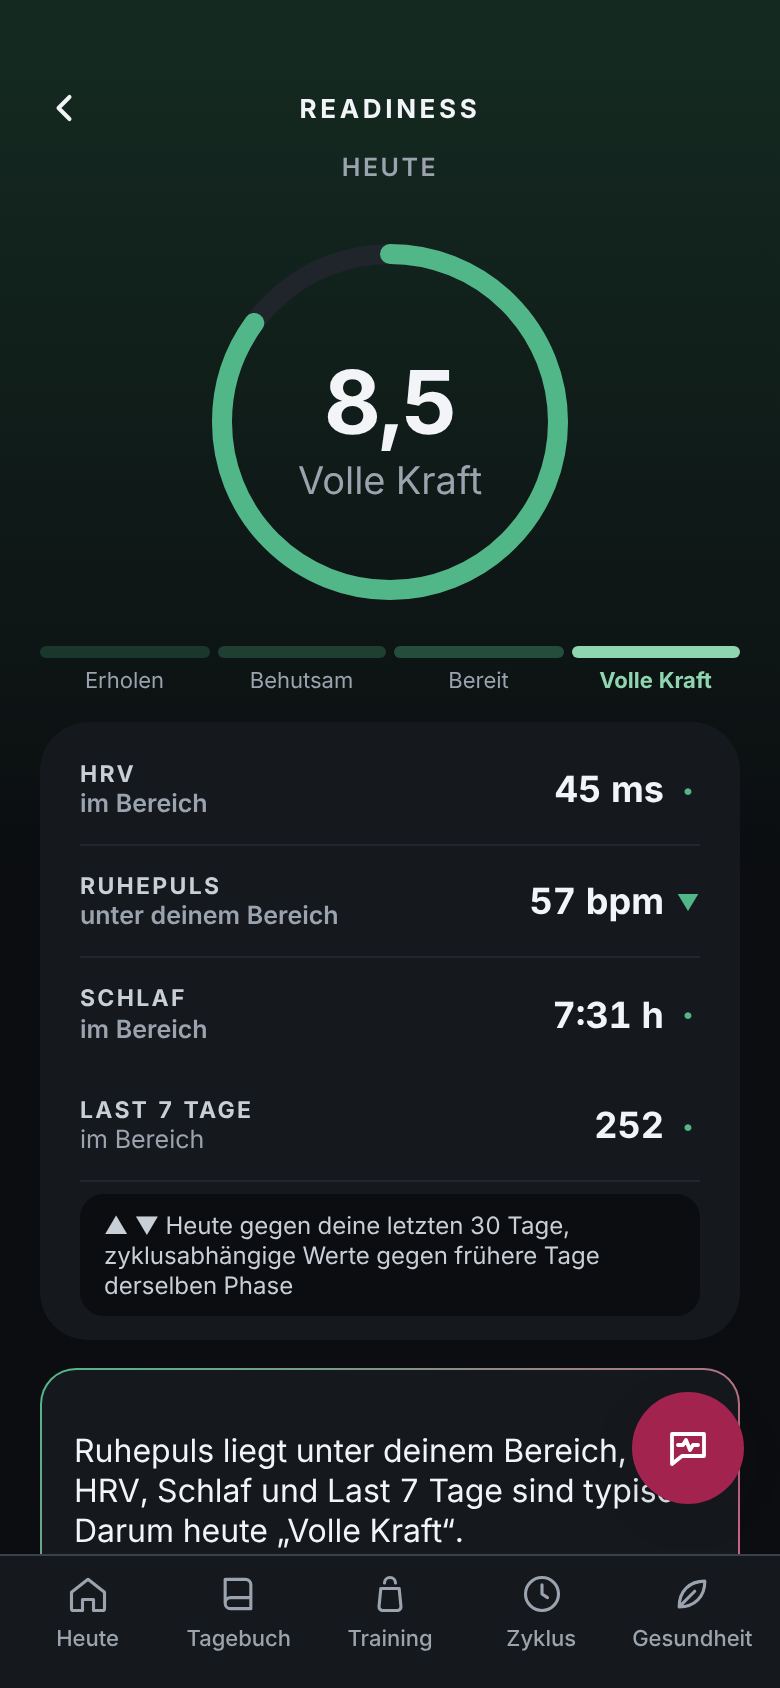 READINESS
HEUTE
8,5
Volle Kraft
Erholen
Behutsam
Bereit
Volle Kraft
HRV
im Bereich
45 ms
RUHEPULS
unter deinem Bereich
57 bpm ▼
SCHLAF
im Bereich
7:31 h
LAST 7 TAGE
im Bereich
252
▲ ▼ Heute gegen deine letzten 30 Tage,
zyklusabhängige Werte gegen frühere Tage
derselben Phase
Ruhepuls liegt unter deinem Bereich,
HRV, Schlaf und Last 7 Tage sind
Darum heute „Volle Kraft“.
Heute
Tagebuch
Training
Zyklus
Gesundheit